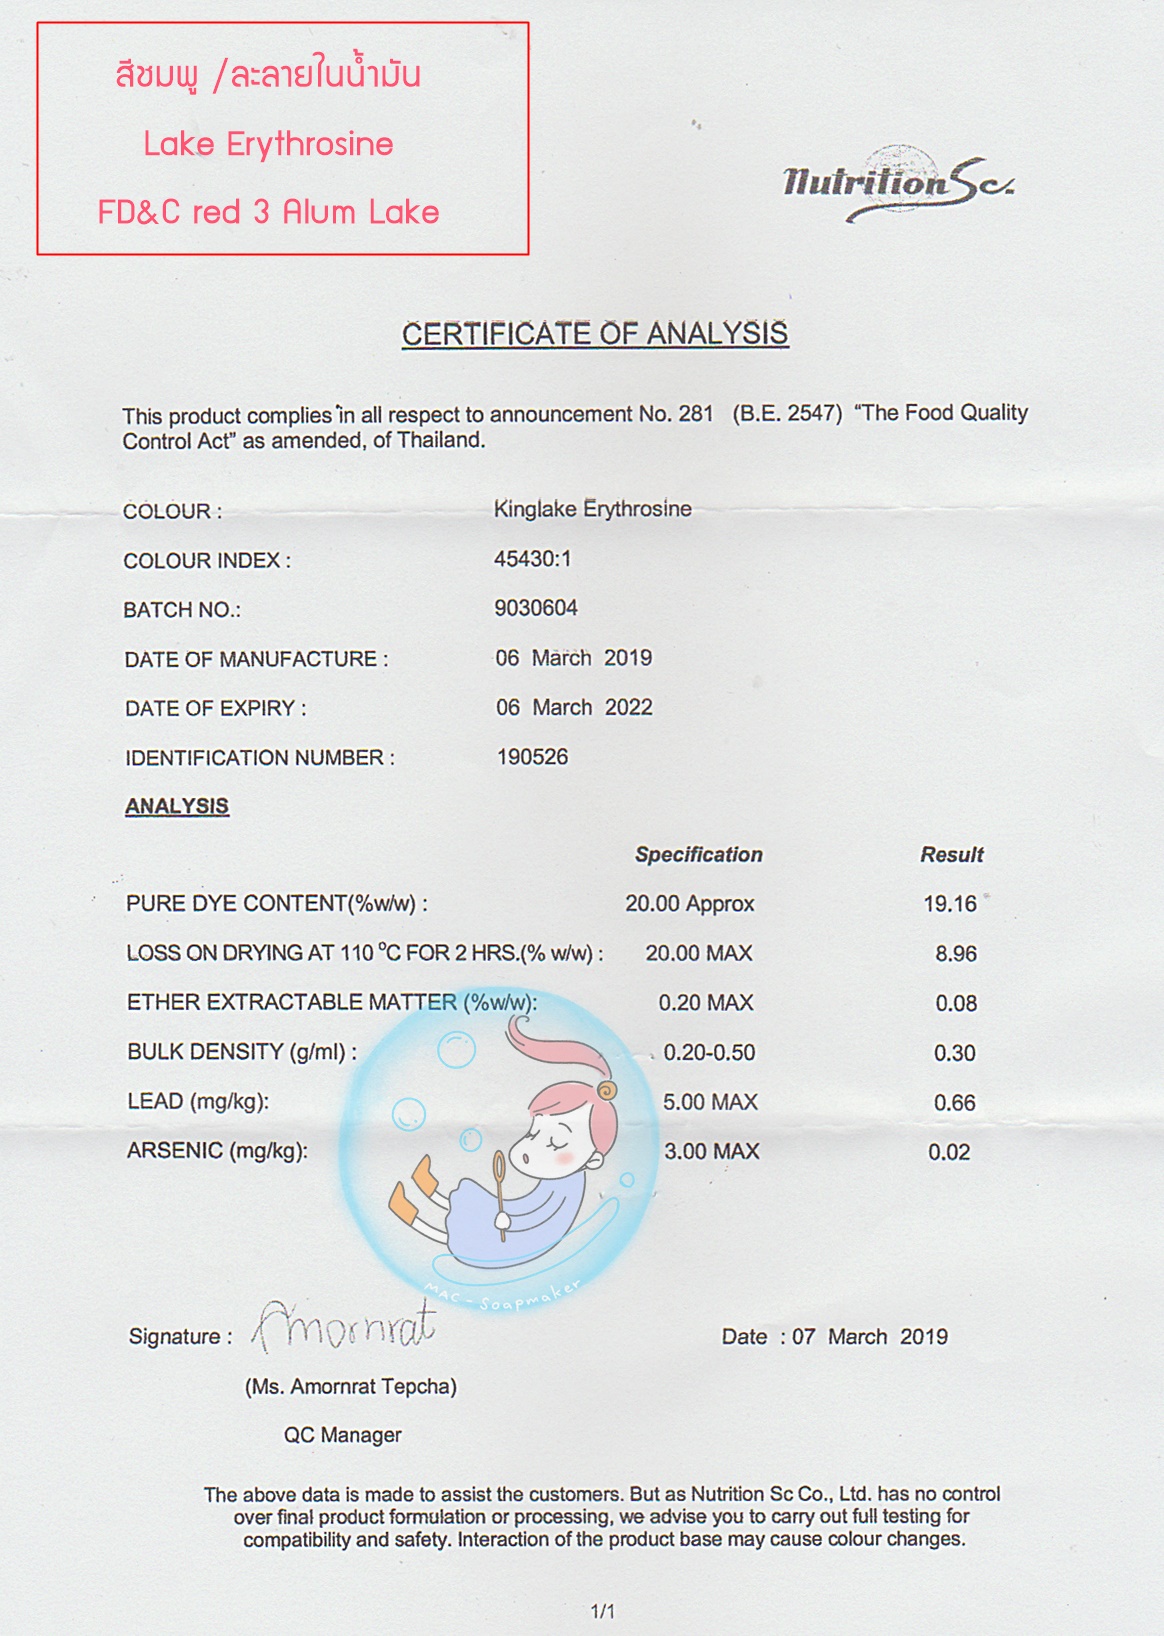 สีชมพู /ละลายในน้ำมัน
Lake Erythrosine
FD&C red 3 Alum Lake
Nutrition Sc.
CERTIFICATE OF ANALYSIS
This product complies in all respect to announcement No. 281 (B.E. 2547) “The Food Quality
Control Act” as amended, of Thailand.
COLOUR : Kinglake Erythrosine
COLOUR INDEX : 45430:1
BATCH NO.: 9030604
DATE OF MANUFACTURE : 06 March 2019
DATE OF EXPIRY : 06 March 2022
IDENTIFICATION NUMBER : 190526
ANALYSIS
Specification Result
PURE DYE CONTENT(%w/w) : 20.00 Approx 19.16
LOSS ON DRYING AT 110 °C FOR 2 HRS.(% w/w) : 20.00 MAX 8.96
ETHER EXTRACTABLE MATTER (%w/w): 0.20 MAX 0.08
BULK DENSITY (g/ml) : 0.20-0.50 0.30
LEAD (mg/kg): 5.00 MAX 0.66
ARSENIC (mg/kg): 3.00 MAX 0.02
MAC - Soapmaker
Signature : Amornrat Date : 07 March 2019
(Ms. Amornrat Tepcha)
QC Manager
The above data is made to assist the customers. But as Nutrition Sc Co., Ltd. has no control
over final product formulation or processing, we advise you to carry out full testing for
compatibility and safety. Interaction of the product base may cause colour changes.
1/1